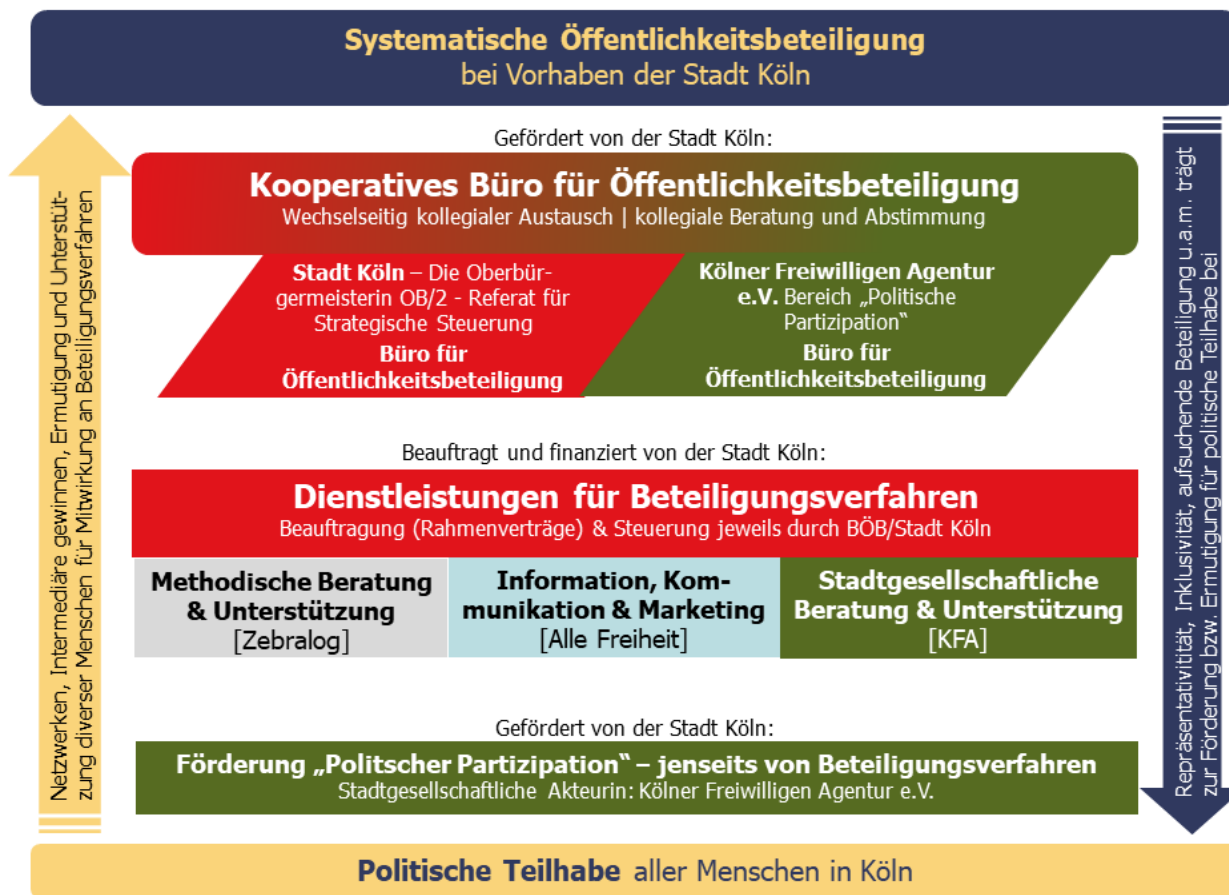 Systematische Öffentlichkeitsbeteiligung
bei Vorhaben der Stadt Köln
Gefördert von der Stadt Köln:
Kooperatives Büro für Öffentlichkeitsbeteiligung
Wechselseitig kollegialer Austausch | kollegiale Beratung und Abstimmung
Stadt Köln – Die Oberbür-
germeisterin OB/2 - Referat für
Strategische Steuerung
Büro für
Öffentlichkeitsbeteiligung
Kölner Freiwilligen Agentur
e.V. Bereich „Politische
Partizipation“
Büro für
Öffentlichkeitsbeteiligung
Beauftragt und finanziert von der Stadt Köln:
Dienstleistungen für Beteiligungsverfahren
Beauftragung (Rahmenverträge) & Steuerung jeweils durch BÖB/Stadt Köln
Methodische Beratung
& Unterstützung
[Zebralog]
Information, Kom-
munikation & Marketing
[Alle Freiheit]
Stadtgesellschaftliche
Beratung & Unterstützung
[KFA]
Gefördert von der Stadt Köln:
Förderung „Politscher Partizipation“ – jenseits von Beteiligungsverfahren
Stadtgesellschaftliche Akteurin: Kölner Freiwilligen Agentur e.V.
Netzwerken, Intermediäre gewinnen, Ermutigung und Unterstüt-
zung diverser Menschen für Mitwirkung an Beteiligungsverfahren
Repräsentativität, Inklusivität, aufsuchende Beteiligung u.a.m. trägt
zur Förderung bzw. Ermutigung für politische Teilhabe bei
Politische Teilhabe aller Menschen in Köln